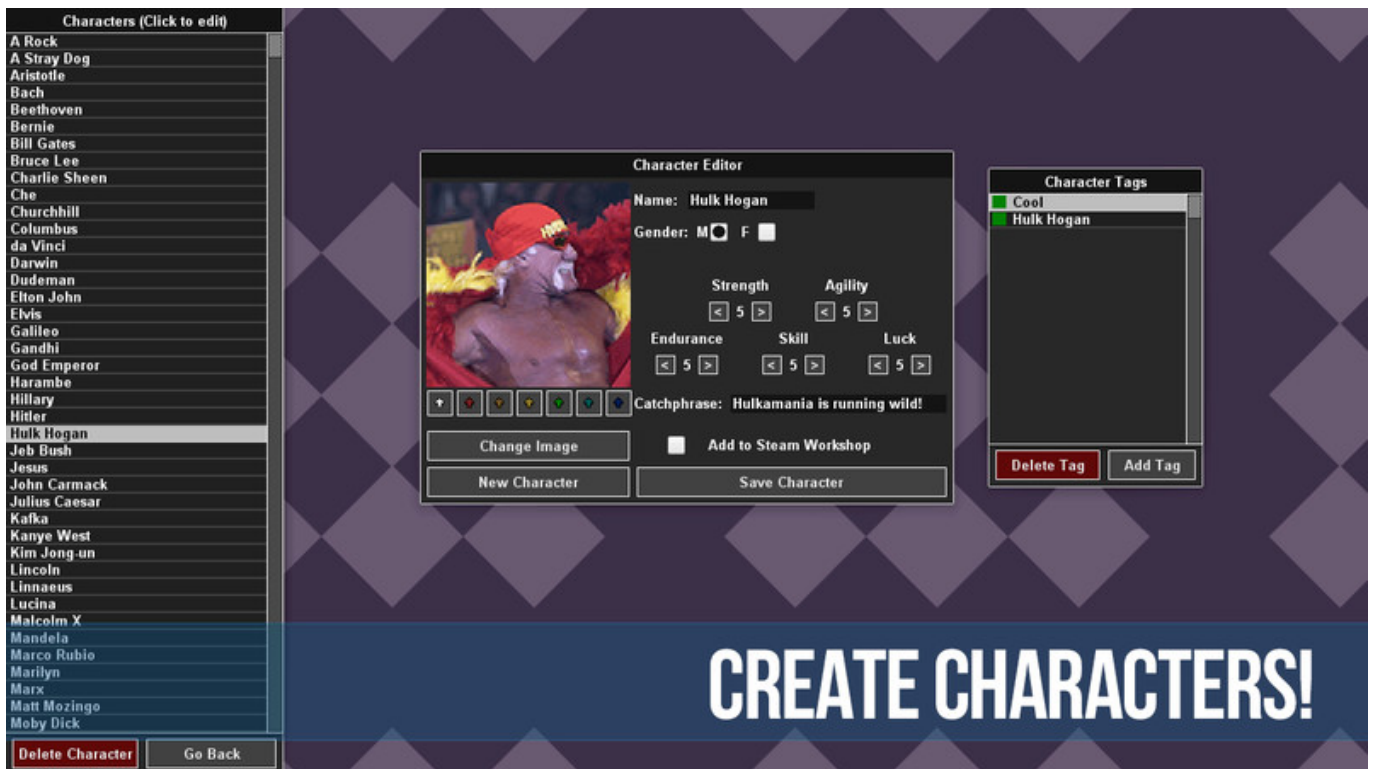 Characters (Click to edit)
A Rock
A Stray Dog
Aristotle
Bach
Beethoven
Bernie
Bill Gates
Bruce Lee
Charlie Sheen
Che
Churchhill
Columbus
da Vinci
Darwin
Dudeman
Elton John
Elvis
Galileo
Gandhi
God Emperor
Harambe
Hillary
Hitler
Hulk Hogan
Jeb Bush
Jesus
John Carmack
Julius Caesar
Kafka
Kanye West
Kim Jong-un
Lincoln
Linnaeus
Lucina
Malcolm X
Mandela
Marco Rubio
Marilyn
Marx
Matt Mozingo
Moby Dick
Delete Character
Go Back
Character Editor
Name: Hulk Hogan
Gender: M F
Strength Agility
< 5 > < 5 >
Endurance Skill Luck
< 5 > < 5 > < 5 >
Catchphrase: Hulkamania is running wild!
Change Image
Add to Steam Workshop
New Character
Save Character
Character Tags
Cool
Hulk Hogan
Delete Tag
Add Tag
CREATE CHARACTERS!